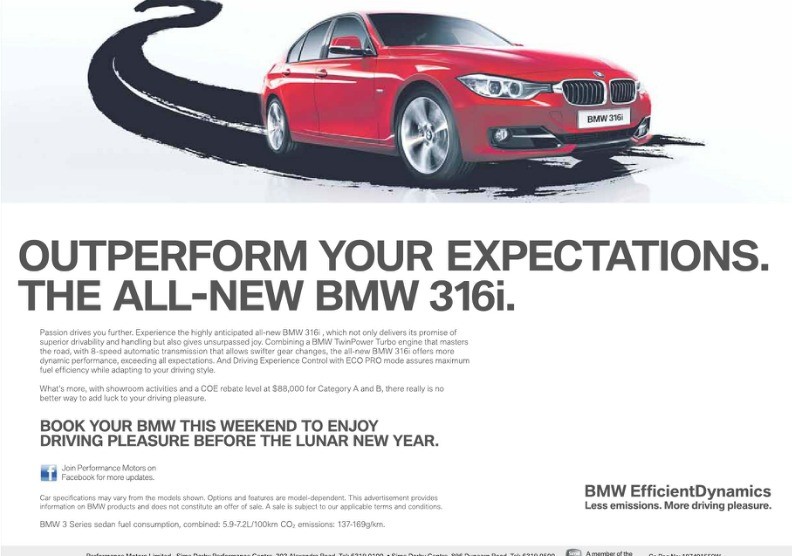 BMW 316i
OUTPERFORM YOUR EXPECTATIONS.
THE ALL-NEW BMW 316i.
Passion drives you further. Experience the highly anticipated all-new BMW 316i , which not only delivers its promise of
superior drivability and handling but also gives unsurpassed joy. Combining a BMW TwinPower Turbo engine that masters
the road, with 8-speed automatic transmission that allows swifter gear changes, the all-new BMW 316i offers more
dynamic performance, exceeding all expectations. And Driving Experience Control with ECO PRO mode assures maximum
fuel efficiency while adapting to your driving style.
What's more, with showroom activities and a COE rebate level at $88,000 for Category A and B, there really is no
better way to add luck to your driving pleasure.
BOOK YOUR BMW THIS WEEKEND TO ENJOY
DRIVING PLEASURE BEFORE THE LUNAR NEW YEAR.
Join Performance Motors on
Facebook for more updates.
Car specifications may vary from the models shown. Options and features are model-dependent. This advertisement provides
information on BMW products and does not constitute an offer of sale. A sale is subject to our applicable terms and conditions.
BMW 3 Series sedan fuel consumption, combined: 5.9-7.2L/100km CO₂ emissions: 137-169g/km.
BMW EfficientDynamics
Less emissions. More driving pleasure.
A member of the